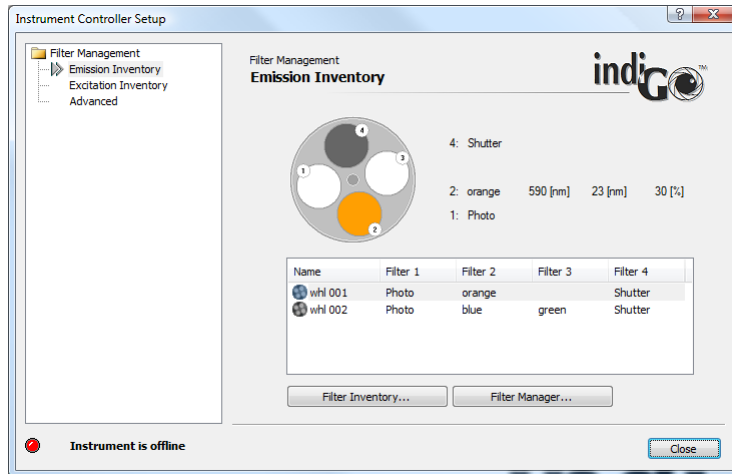 Instrument Controller Setup
Filter Management
Emission Inventory
Excitation Inventory
Advanced
Filter Management
Emission Inventory
indiGo™
4
3
1
2
4: Shutter
2: orange 590 [nm] 23 [nm] 30 [%]
1: Photo
Name Filter 1 Filter 2 Filter 3 Filter 4
whl 001 Photo orange Shutter
whl 002 Photo blue green Shutter
Filter Inventory... Filter Manager...
Instrument is offline
Close